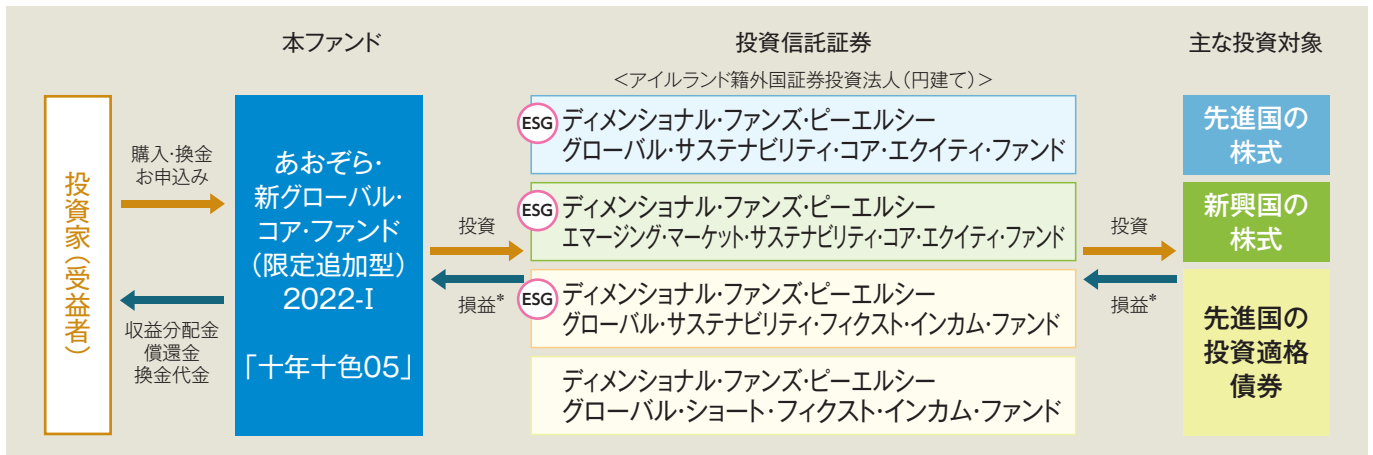 本ファンド
投資信託証券
主な投資対象
＜アイルランド籍外国証券投資法人（円建て）＞
投資家（受益者）
購入・換金
お申込み
収益分配金
償還金
換金代金
あおぞら・
新グローバル・
コア・ファンド
（限定追加型）
2022-I
「十年十色05」
投資
損益*
ESG
ディメンショナル・ファンズ・ピーエルシー
グローバル・サステナビリティ・コア・エクイティ・ファンド
ESG
ディメンショナル・ファンズ・ピーエルシー
エマージング・マーケット・サステナビリティ・コア・エクイティ・ファンド
ESG
ディメンショナル・ファンズ・ピーエルシー
グローバル・サステナビリティ・フィクスト・インカム・ファンド
ディメンショナル・ファンズ・ピーエルシー
グローバル・ショート・フィクスト・インカム・ファンド
投資
損益*
先進国の
株式
新興国の
株式
先進国の
投資適格
債券